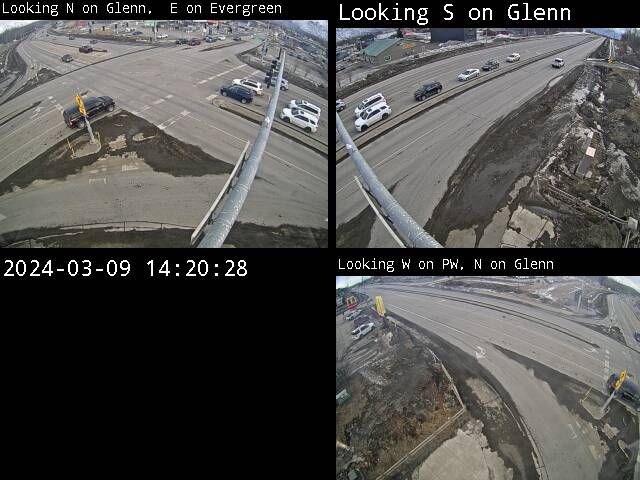 Looking N on Glenn,  E on Evergreen
Looking S on Glenn
2024-03-09 14:20:28
Looking W on PW, N on Glenn